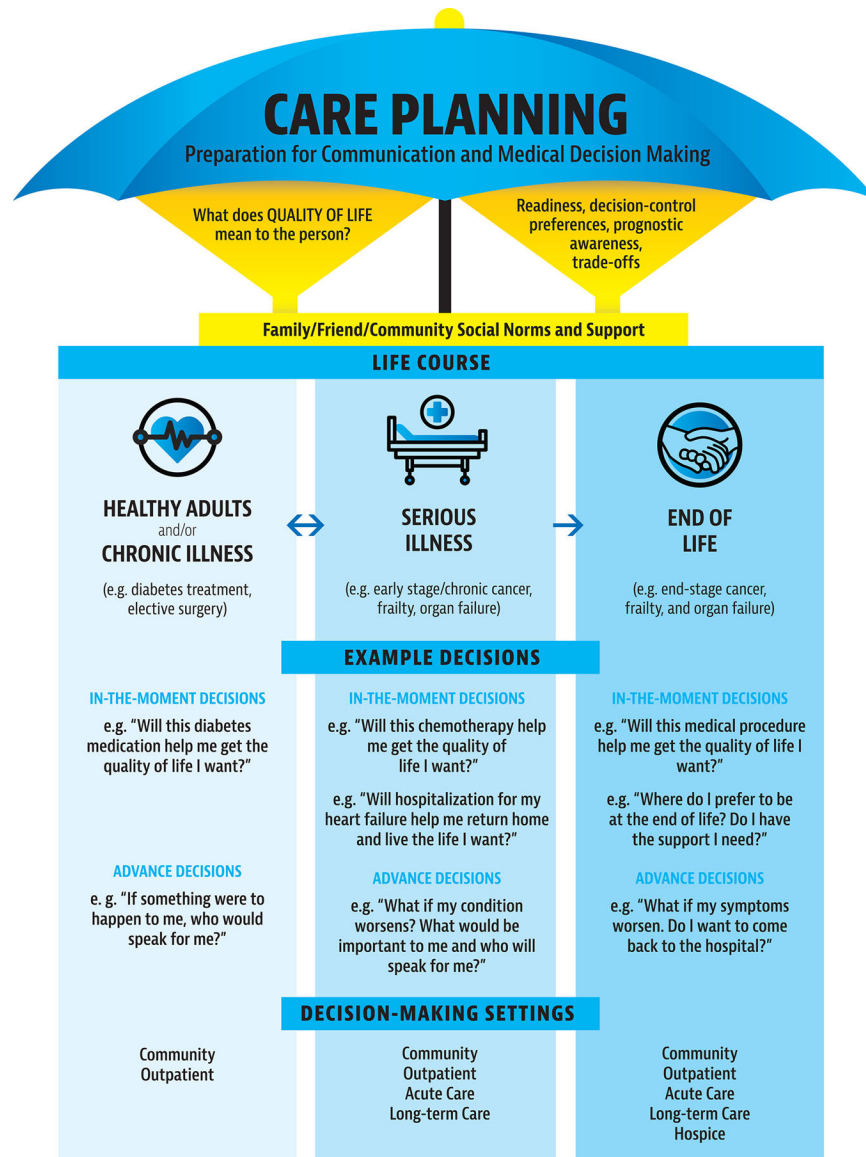 CARE PLANNING
Preparation for Communication and Medical Decision Making
What does QUALITY OF LIFE
mean to the person?
Readiness, decision-control
preferences, prognostic
awareness,
trade-offs
Family/Friend/Community Social Norms and Support
LIFE COURSE
HEALTHY ADULTS
and/or
CHRONIC ILLNESS
(e.g. diabetes treatment,
elective surgery)
SERIOUS
ILLNESS
(e.g. early stage/chronic cancer,
frailty, organ failure)
END OF
LIFE
(e.g. end-stage cancer,
frailty, and organ failure)
EXAMPLE DECISIONS
IN-THE-MOMENT DECISIONS
e.g. “Will this diabetes
medication help me get the
quality of life I want?”
ADVANCE DECISIONS
e. g. “If something were to
happen to me, who would
speak for me?”
IN-THE-MOMENT DECISIONS
e.g. “Will this chemotherapy help
me get the quality of
life I want?”
e.g. “Will hospitalization for my
heart failure help me return home
and live the life I want?”
ADVANCE DECISIONS
e.g. “What if my condition
worsens? What would be
important to me and who will
speak for me?”
IN-THE-MOMENT DECISIONS
e.g. “Will this medical procedure
help me get the quality of life I
want?”
e.g. “Where do I prefer to be
at the end of life? Do I have
the support I need?”
ADVANCE DECISIONS
e.g. “What if my symptoms
worsen. Do I want to come
back to the hospital?”
DECISION-MAKING SETTINGS
Community
Outpatient
Community
Outpatient
Acute Care
Long-term Care
Community
Outpatient
Acute Care
Long-term Care
Hospice